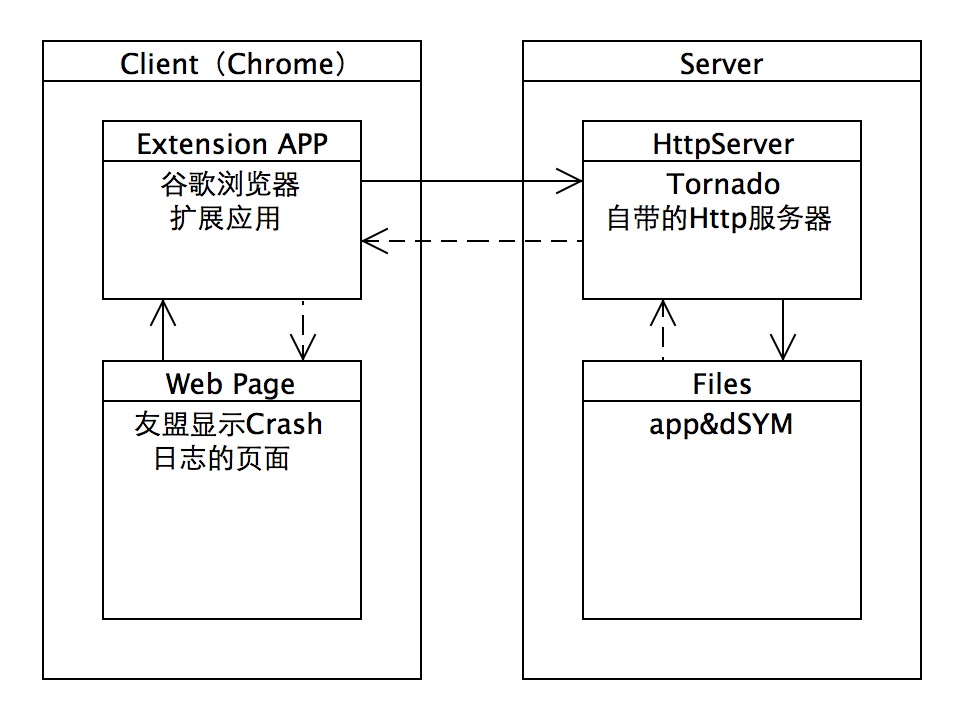 Client（Chrome）
Extension APP
谷歌浏览器
扩展应用
Web Page
友盟显示Crash
日志的页面
Server
HttpServer
Tornado
自带的Http服务器
Files
app&dSYM